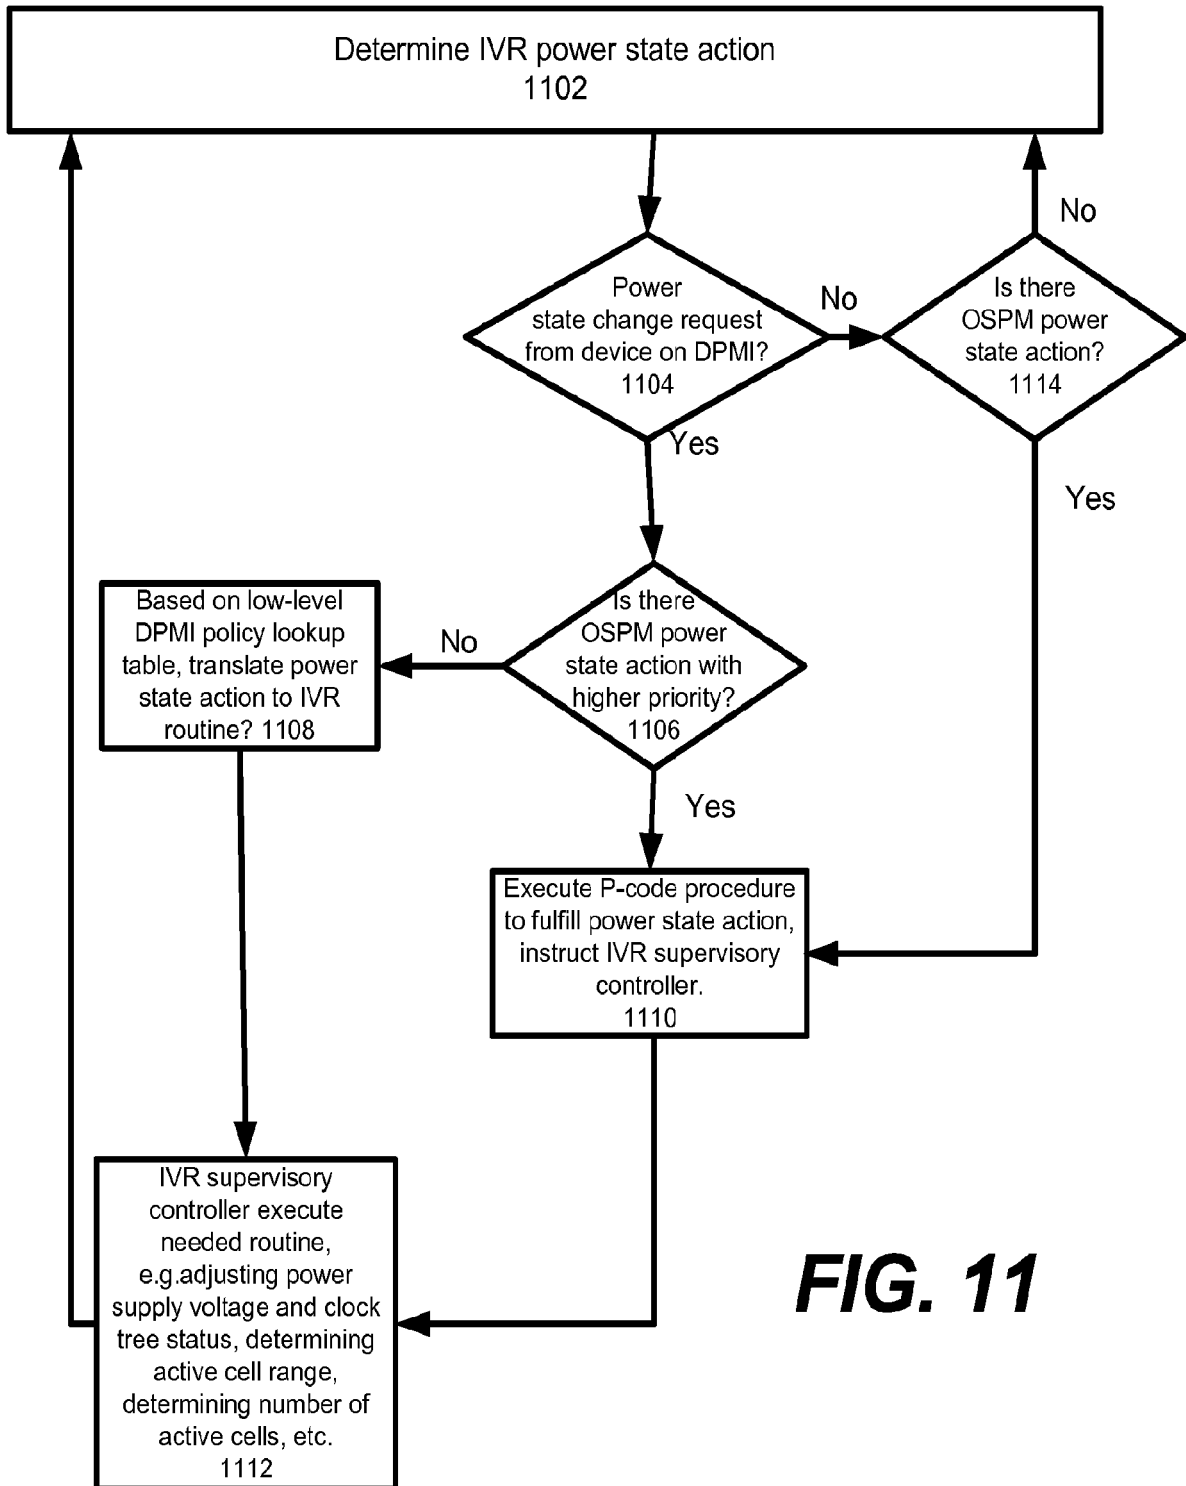 Determine IVR power state action
1102
No
Power
state change request
from device on DPMI?
1104
No
Is there
OSPM power
state action?
1114
Yes
Yes
Based on low-level
DPMI policy lookup
table, translate power
state action to IVR
routine? 1108
No
Is there
OSPM power
state action with
higher priority?
1106
Yes
Execute P-code procedure
to fulfill power state action,
instruct IVR supervisory
controller.
1110
IVR supervisory
controller execute
needed routine,
e.g.adjusting power
supply voltage and clock
tree status, determining
active cell range,
determining number of
active cells, etc.
1112
FIG. 11